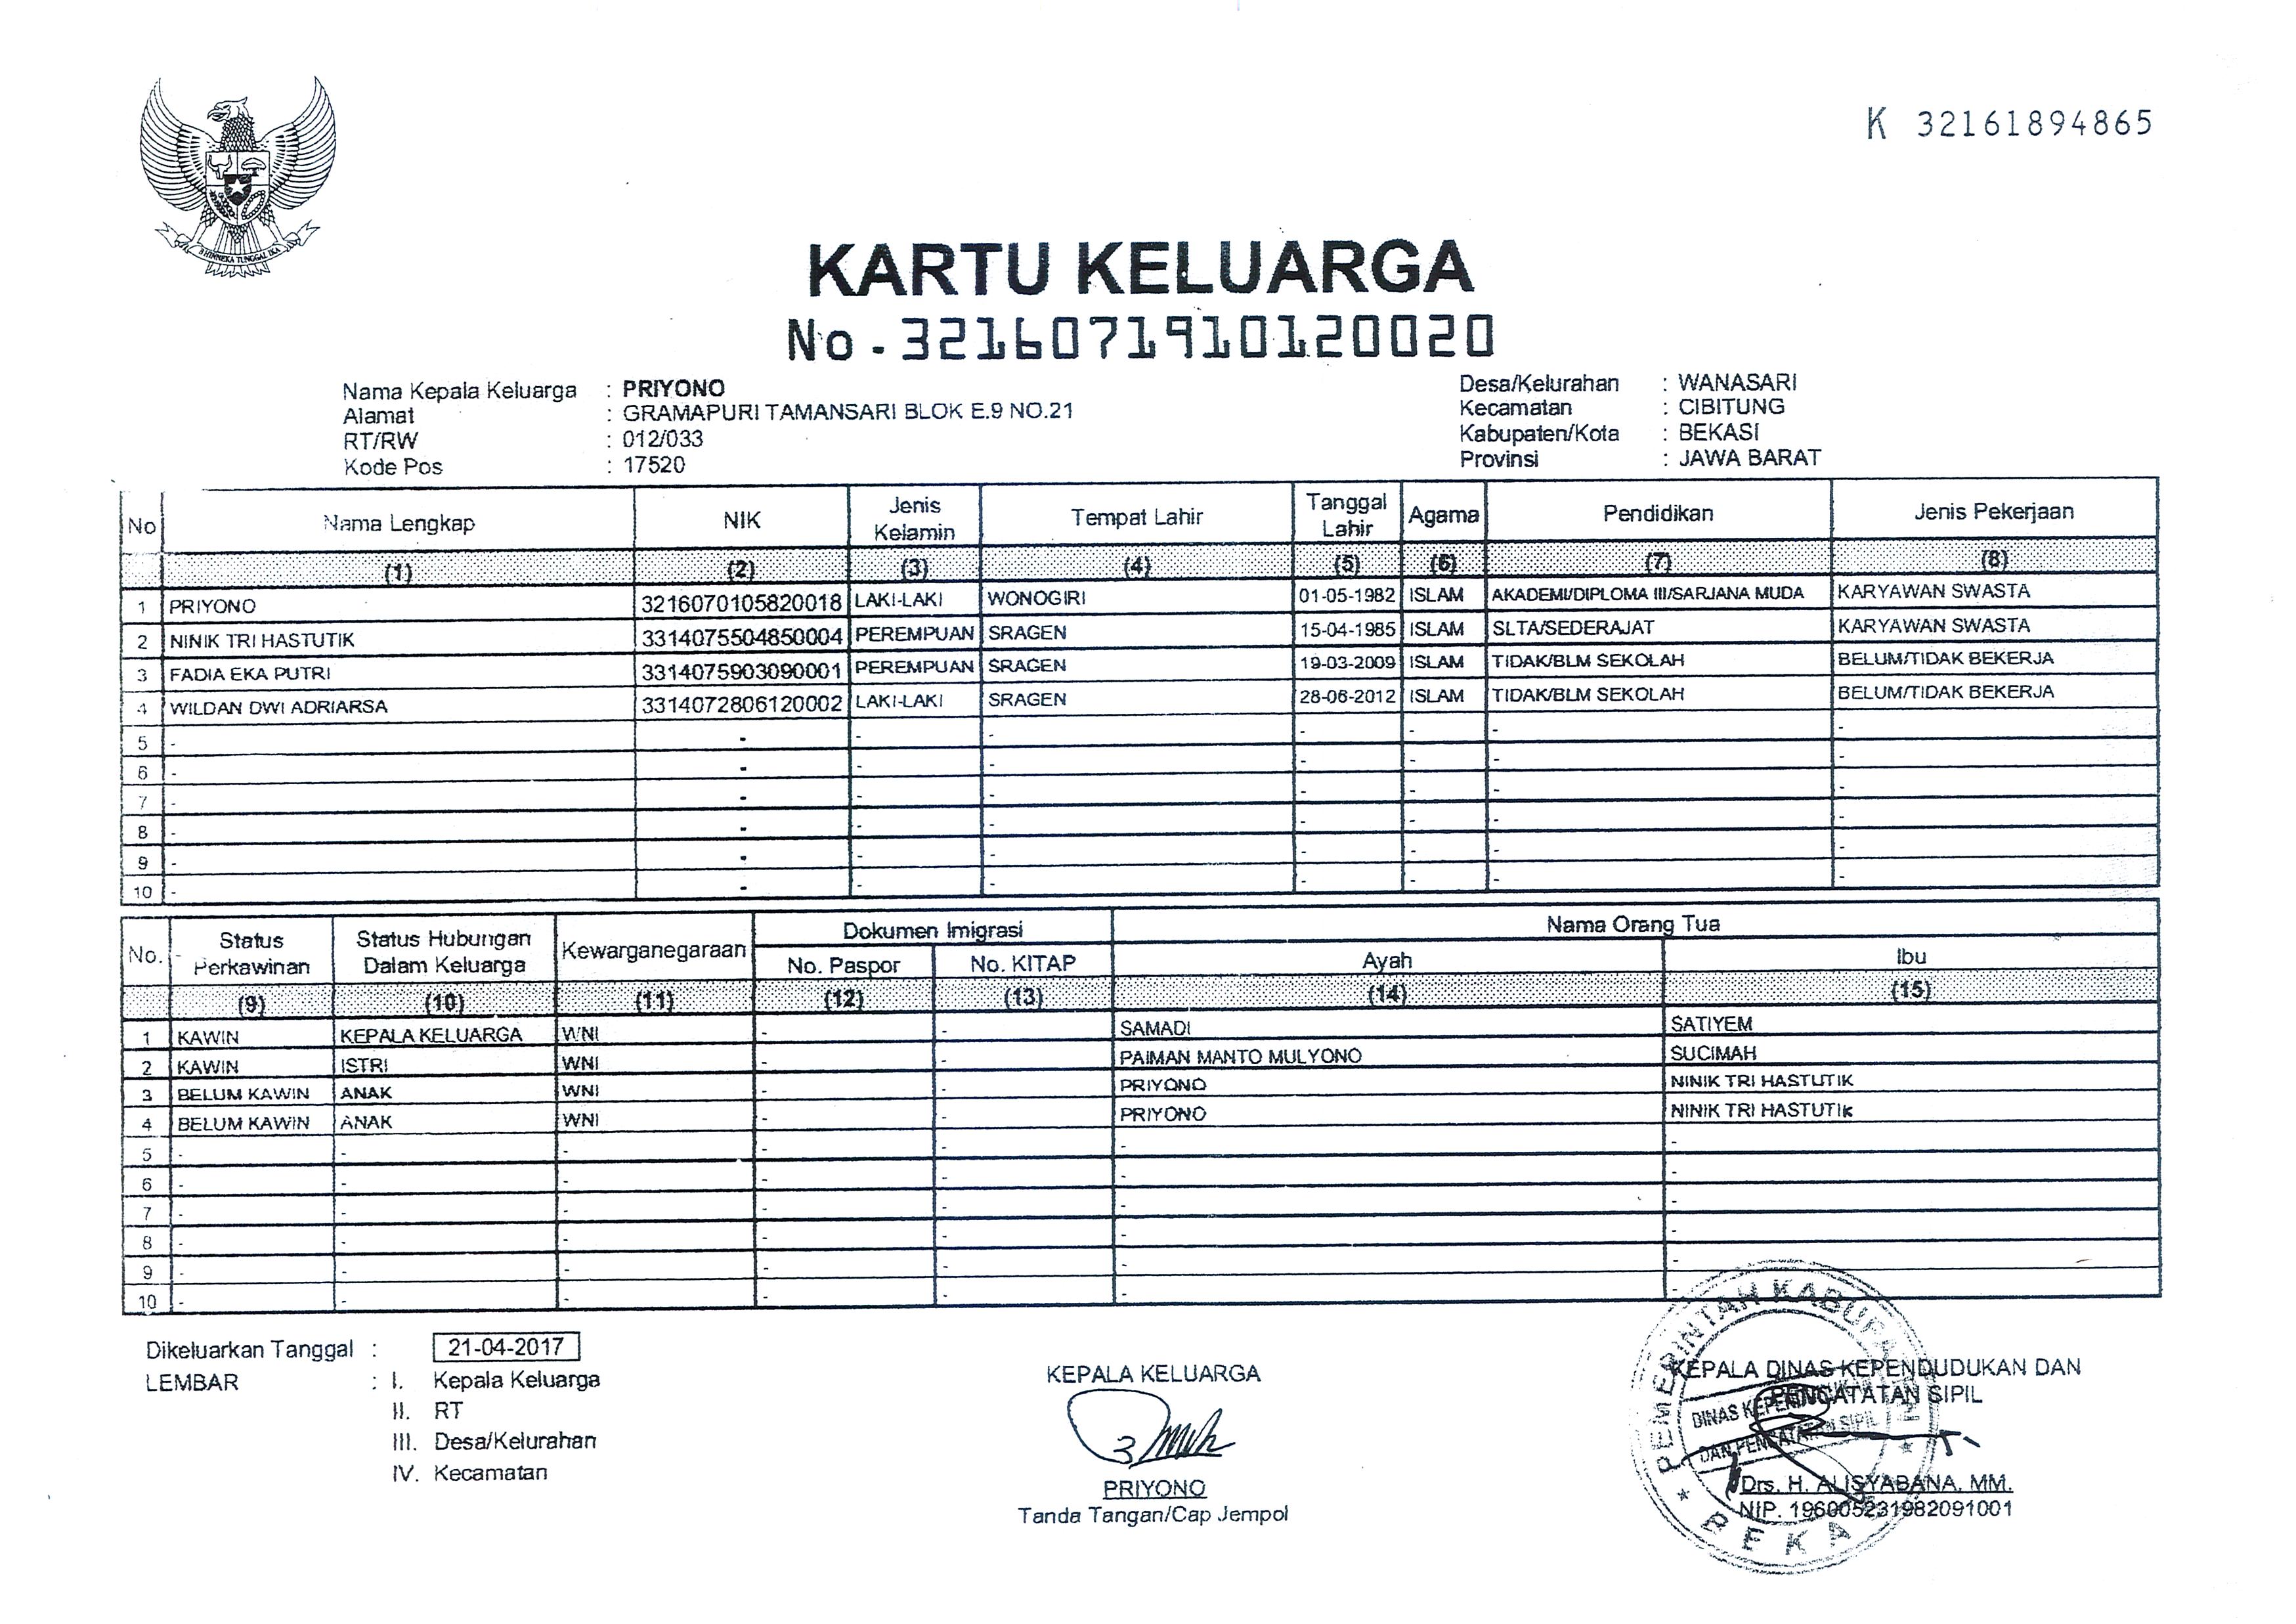 BHINNEKA TUNGGAL IKA
K 32161894865
KARTU KELUARGA
No. 3216071910120020
Nama Kepala Keluarga : PRIYONO
Alamat : GRAMAPURI TAMANSARI BLOK E.9 NO.21
RT/RW : 012/033
Kode Pos : 17520
Desa/Kelurahan : WANASARI
Kecamatan : CIBITUNG
Kabupaten/Kota : BEKASI
Provinsi : JAWA BARAT
No Nama Lengkap NIK Jenis Kelamin Tempat Lahir Tanggal Lahir Agama Pendidikan Jenis Pekerjaan
(1) (2) (3) (4) (5) (6) (7) (8)
1 PRIYONO 3216070105820018 LAKI-LAKI WONOGIRI 01-05-1982 ISLAM AKADEMI/DIPLOMA III/SARJANA MUDA KARYAWAN SWASTA
2 NINIK TRI HASTUTIK 3314075504850004 PEREMPUAN SRAGEN 15-04-1985 ISLAM SLTA/SEDERAJAT KARYAWAN SWASTA
3 FADIA EKA PUTRI 3314075903090001 PEREMPUAN SRAGEN 19-03-2009 ISLAM TIDAK/BLM SEKOLAH BELUM/TIDAK BEKERJA
4 WILDAN DWI ADRIARSA 3314072806120002 LAKI-LAKI SRAGEN 28-06-2012 ISLAM TIDAK/BLM SEKOLAH BELUM/TIDAK BEKERJA
5 - - - - - - - -
6 - - - - - - - -
7 - - - - - - - -
8 - - - - - - - -
9 - - - - - - - -
10 - - - - - - - -
No. Status Perkawinan Status Hubungan Dalam Keluarga Kewarganegaraan Dokumen Imigrasi Nama Orang Tua
No. Paspor No. KITAP Ayah Ibu
(9) (10) (11) (12) (13) (14) (15)
1 KAWIN KEPALA KELUARGA WNI - - SAMADI SATIYEM
2 KAWIN ISTRI WNI - - PAIMAN MANTO MULYONO SUCIMAH
3 BELUM KAWIN ANAK WNI - - PRIYONO NINIK TRI HASTUTIK
4 BELUM KAWIN ANAK WNI - - PRIYONO NINIK TRI HASTUTIK
5 - - - - - - -
6 - - - - - - -
7 - - - - - - -
8 - - - - - - -
9 - - - - - - -
10 - - - - - - -
Dikeluarkan Tanggal : 21-04-2017
LEMBAR : I. Kepala Keluarga
II. RT
III. Desa/Kelurahan
IV. Kecamatan
KEPALA KELUARGA
PRIYONO
Tanda Tangan/Cap Jempol
KEPALA DINAS KEPENDUDUKAN DAN
PENCATATAN SIPIL
Drs. H. ALISYABANA, MM.
NIP. 196005231982091001
PEMERINTAH
DAN PENCATATAN SIPIL